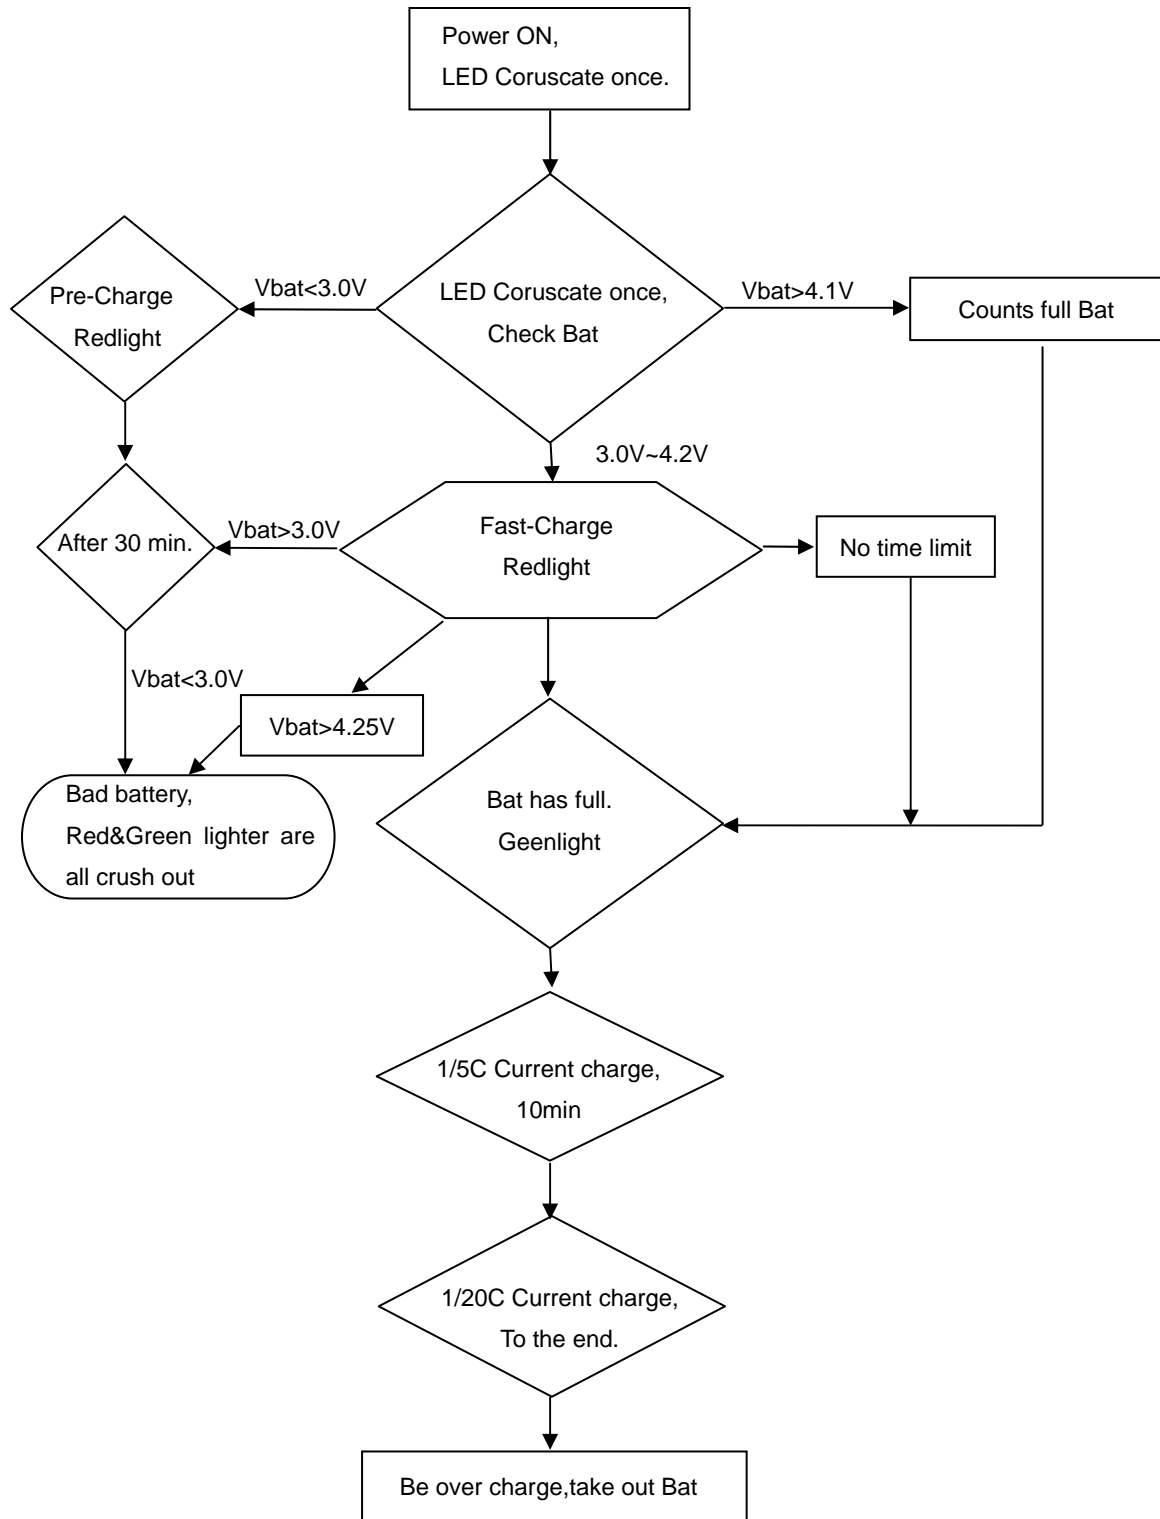 Power ON,
LED Coruscate once.
Pre-Charge
Redlight
Vbat<3.0V
LED Coruscate once,
Check Bat
Vbat>4.1V
Counts full Bat
3.0V~4.2V
After 30 min.
Vbat>3.0V
Fast-Charge
Redlight
No time limit
Vbat<3.0V
Vbat>4.25V
Bad battery,
Red&Green lighter are
all crush out
Bat has full.
Geenlight
1/5C Current charge,
10min
1/20C Current charge,
To the end.
Be over charge,take out Bat